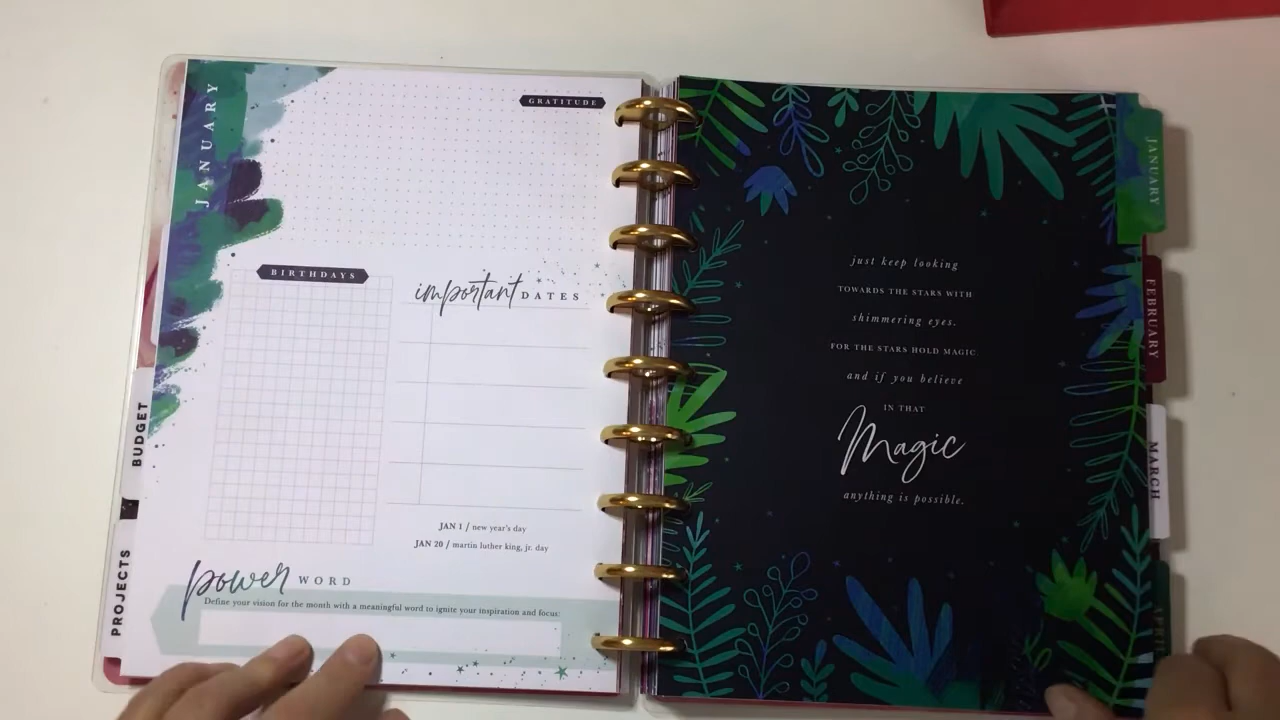 JANUARY
GRATITUDE
BIRTHDAYS
important DATES
JAN 1 / new year's day
JAN 20 / martin luther king, jr. day
power WORD
Define your vision for the month with a meaningful word to ignite your inspiration and focus:
BUDGET
PROJECTS
just keep looking
TOWARDS THE STARS WITH
shimmering eyes.
FOR THE STARS HOLD MAGIC
and if you believe
IN THAT
Magic
anything is possible.
JANUARY
FEBRUARY
MARCH
APRIL